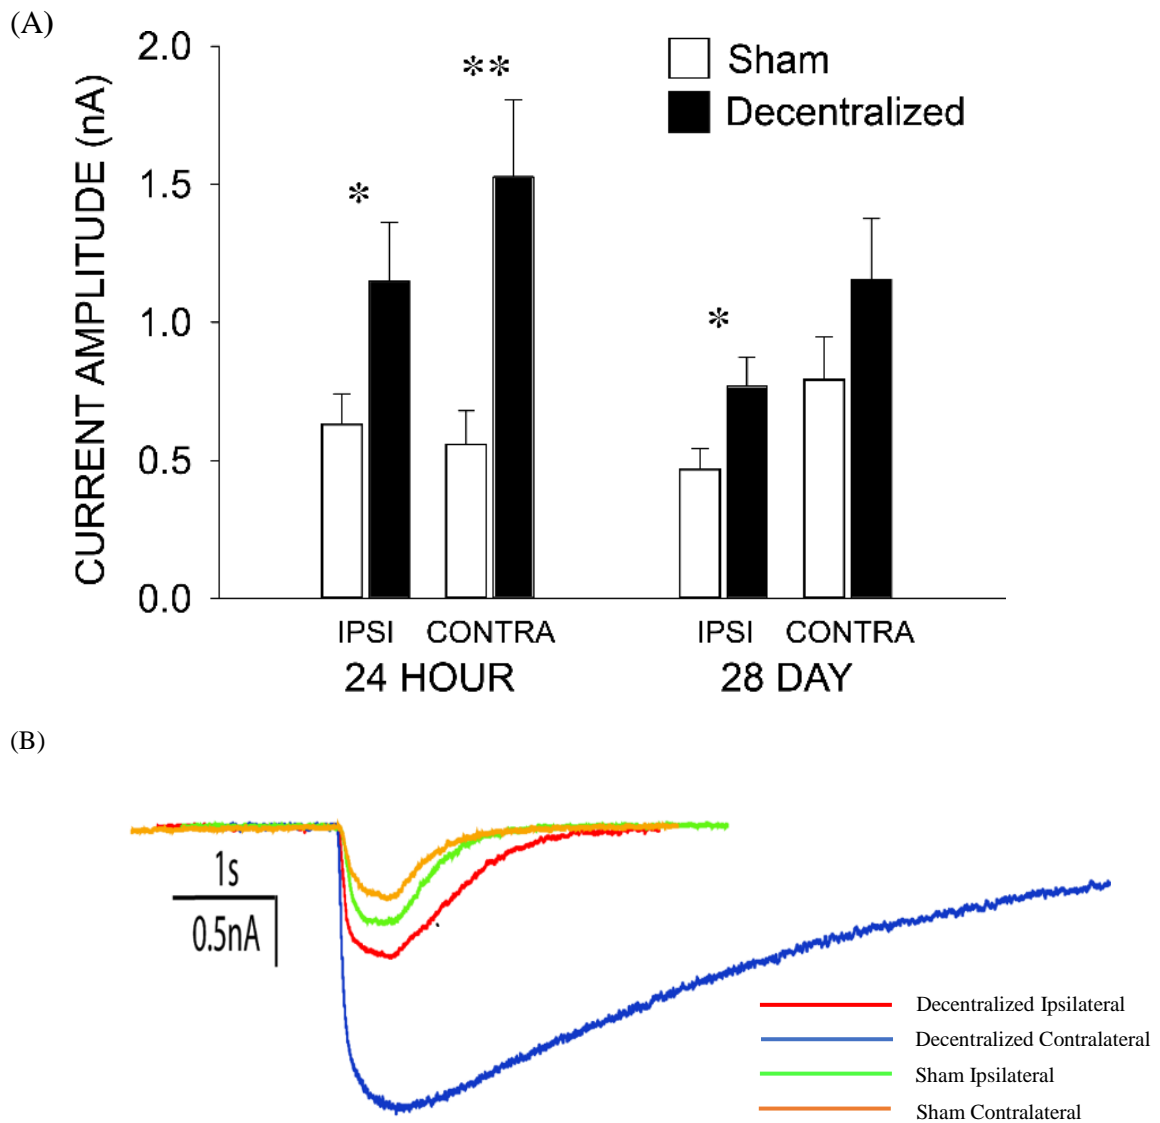 (A)
CURRENT AMPLITUDE (nA)
2.0
1.5
1.0
0.5
0.0
*
**
*
Sham
Decentralized
IPSI CONTRA IPSI CONTRA
24 HOUR 28 DAY
(B)
1s
0.5nA
Decentralized Ipsilateral
Decentralized Contralateral
Sham Ipsilateral
Sham Contralateral